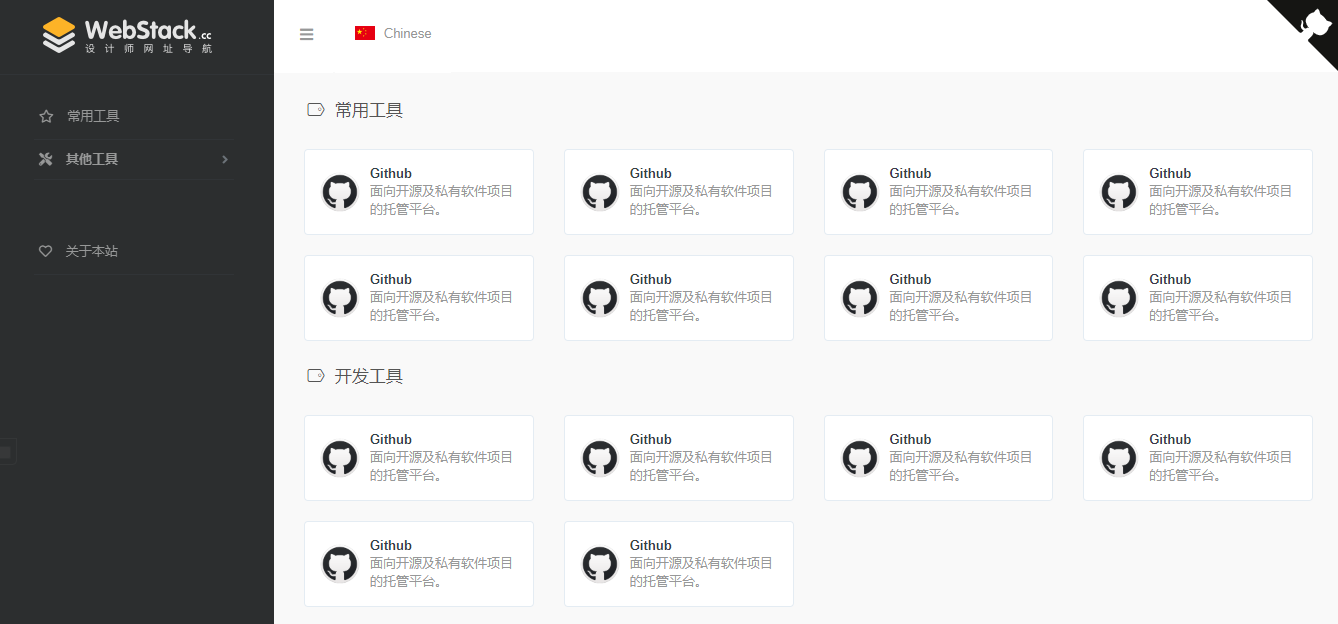 WebStack.cc
设计师网址导航
常用工具
其他工具
关于本站
Chinese
常用工具
Github
面向开源及私有软件项目
的托管平台。
Github
面向开源及私有软件项目
的托管平台。
Github
面向开源及私有软件项目
的托管平台。
Github
面向开源及私有软件项目
的托管平台。
Github
面向开源及私有软件项目
的托管平台。
Github
面向开源及私有软件项目
的托管平台。
Github
面向开源及私有软件项目
的托管平台。
Github
面向开源及私有软件项目
的托管平台。
开发工具
Github
面向开源及私有软件项目
的托管平台。
Github
面向开源及私有软件项目
的托管平台。
Github
面向开源及私有软件项目
的托管平台。
Github
面向开源及私有软件项目
的托管平台。
Github
面向开源及私有软件项目
的托管平台。
Github
面向开源及私有软件项目
的托管平台。